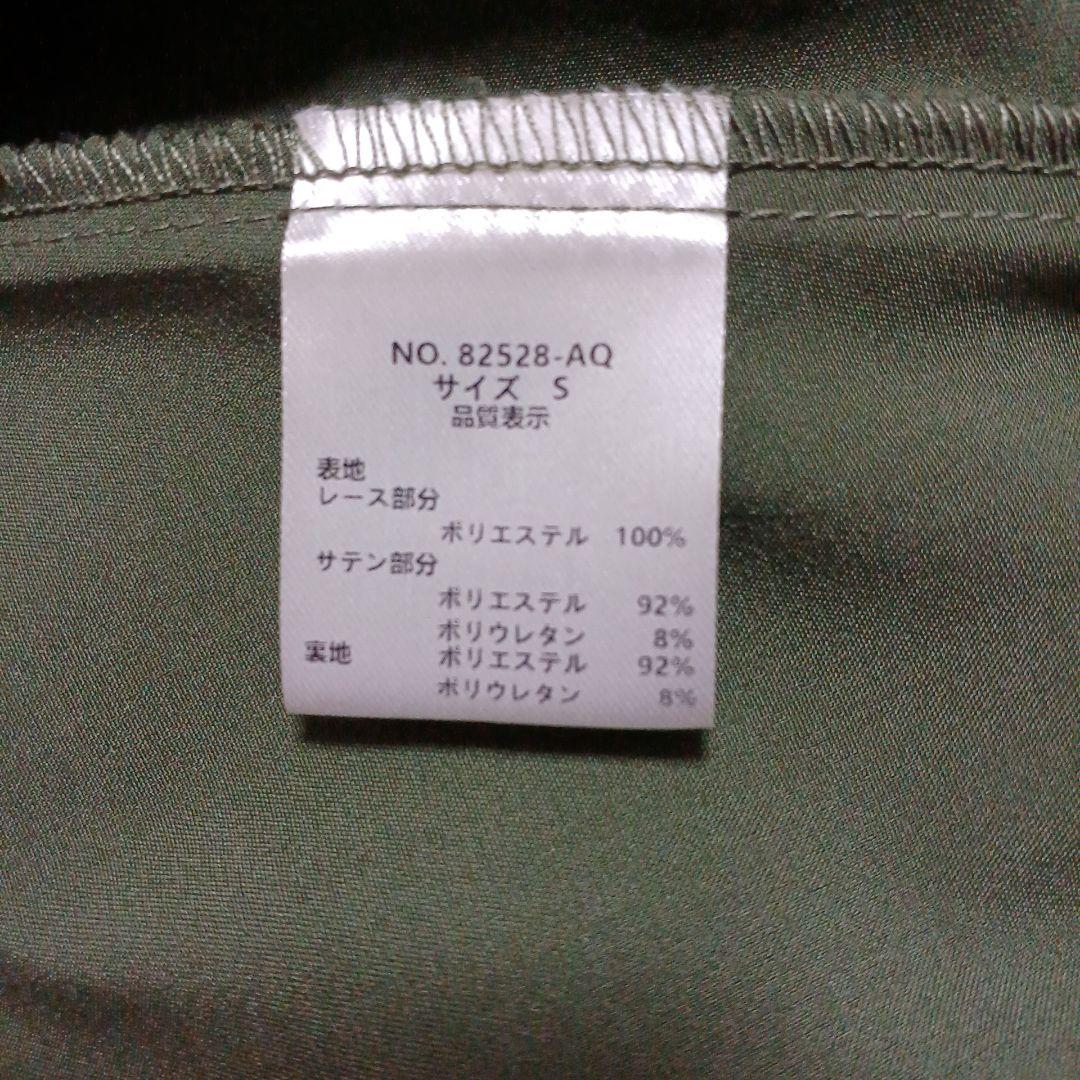 NO. 82528-AQ
サイズ S
品質表示
表地
レース部分
ポリエステル 100%
サテン部分
ポリエステル 92%
ポリウレタン 8%
裏地 ポリエステル 92%
ポリウレタン 8%